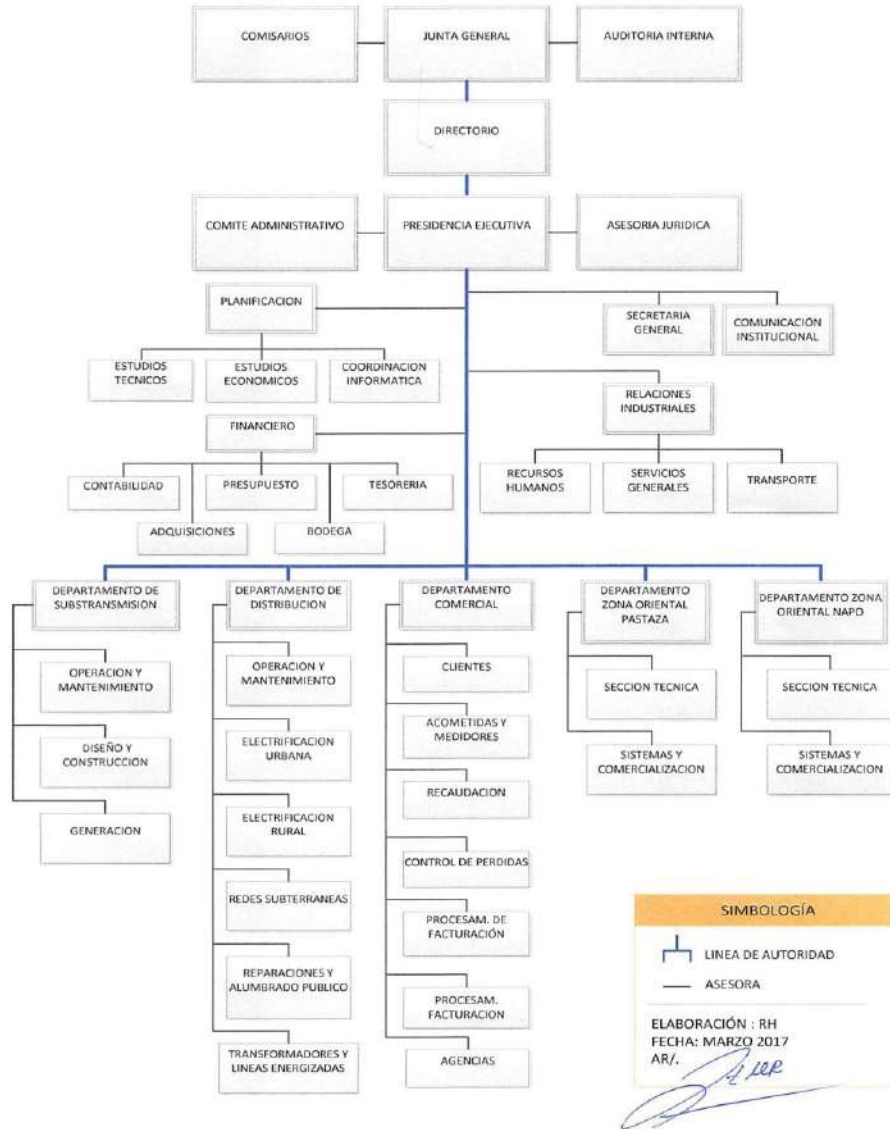 COMISARIOS
JUNTA GENERAL
AUDITORIA INTERNA
DIRECTORIO
COMITE ADMINISTRATIVO
PRESIDENCIA EJECUTIVA
ASESORIA JURIDICA
PLANIFICACION
SECRETARIA
GENERAL
COMUNICACIÓN
INSTITUCIONAL
ESTUDIOS
TECNICOS
ESTUDIOS
ECONOMICOS
COORDINACION
INFORMATICA
RELACIONES
INDUSTRIALES
FINANCIERO
CONTABILIDAD
PRESUPUESTO
TESORERIA
RECURSOS
HUMANOS
SERVICIOS
GENERALES
TRANSPORTE
ADQUISICIONES
BODEGA
DEPARTAMENTO DE
SUBSTRANSMISIÓN
OPERACION Y
MANTENIMIENTO
DISEÑO Y
CONSTRUCCION
GENERACION
DEPARTAMENTO DE
DISTRIBUCION
OPERACION Y
MANTENIMIENTO
ELECTRIFICACION
URBANA
ELECTRIFICACION
RURAL
REDES SUBTERRANEAS
REPARACIONES Y
ALUMBRADO PUBLICO
TRANSFORMADORES Y
LINEAS ENERGIZADAS
DEPARTAMENTO
COMERCIAL
CLIENTES
ACOMETIDAS Y
MEDIDORES
RECAUDACION
CONTROL DE PERDIDAS
PROCESAM. DE
FACTURACIÓN
PROCESAM.
FACTURACION
AGENCIAS
DEPARTAMENTO
ZONA ORIENTAL
PASTAZA
SECCION TECNICA
SISTEMAS Y
COMERCIALIZACION
DEPARTAMENTO ZONA
ORIENTAL NAPO
SECCION TECNICA
SISTEMAS Y
COMERCIALIZACION
SIMBOLOGÍA
LINEA DE AUTORIDAD
ASESORA
ELABORACIÓN : RH
FECHA: MARZO 2017
AR/.